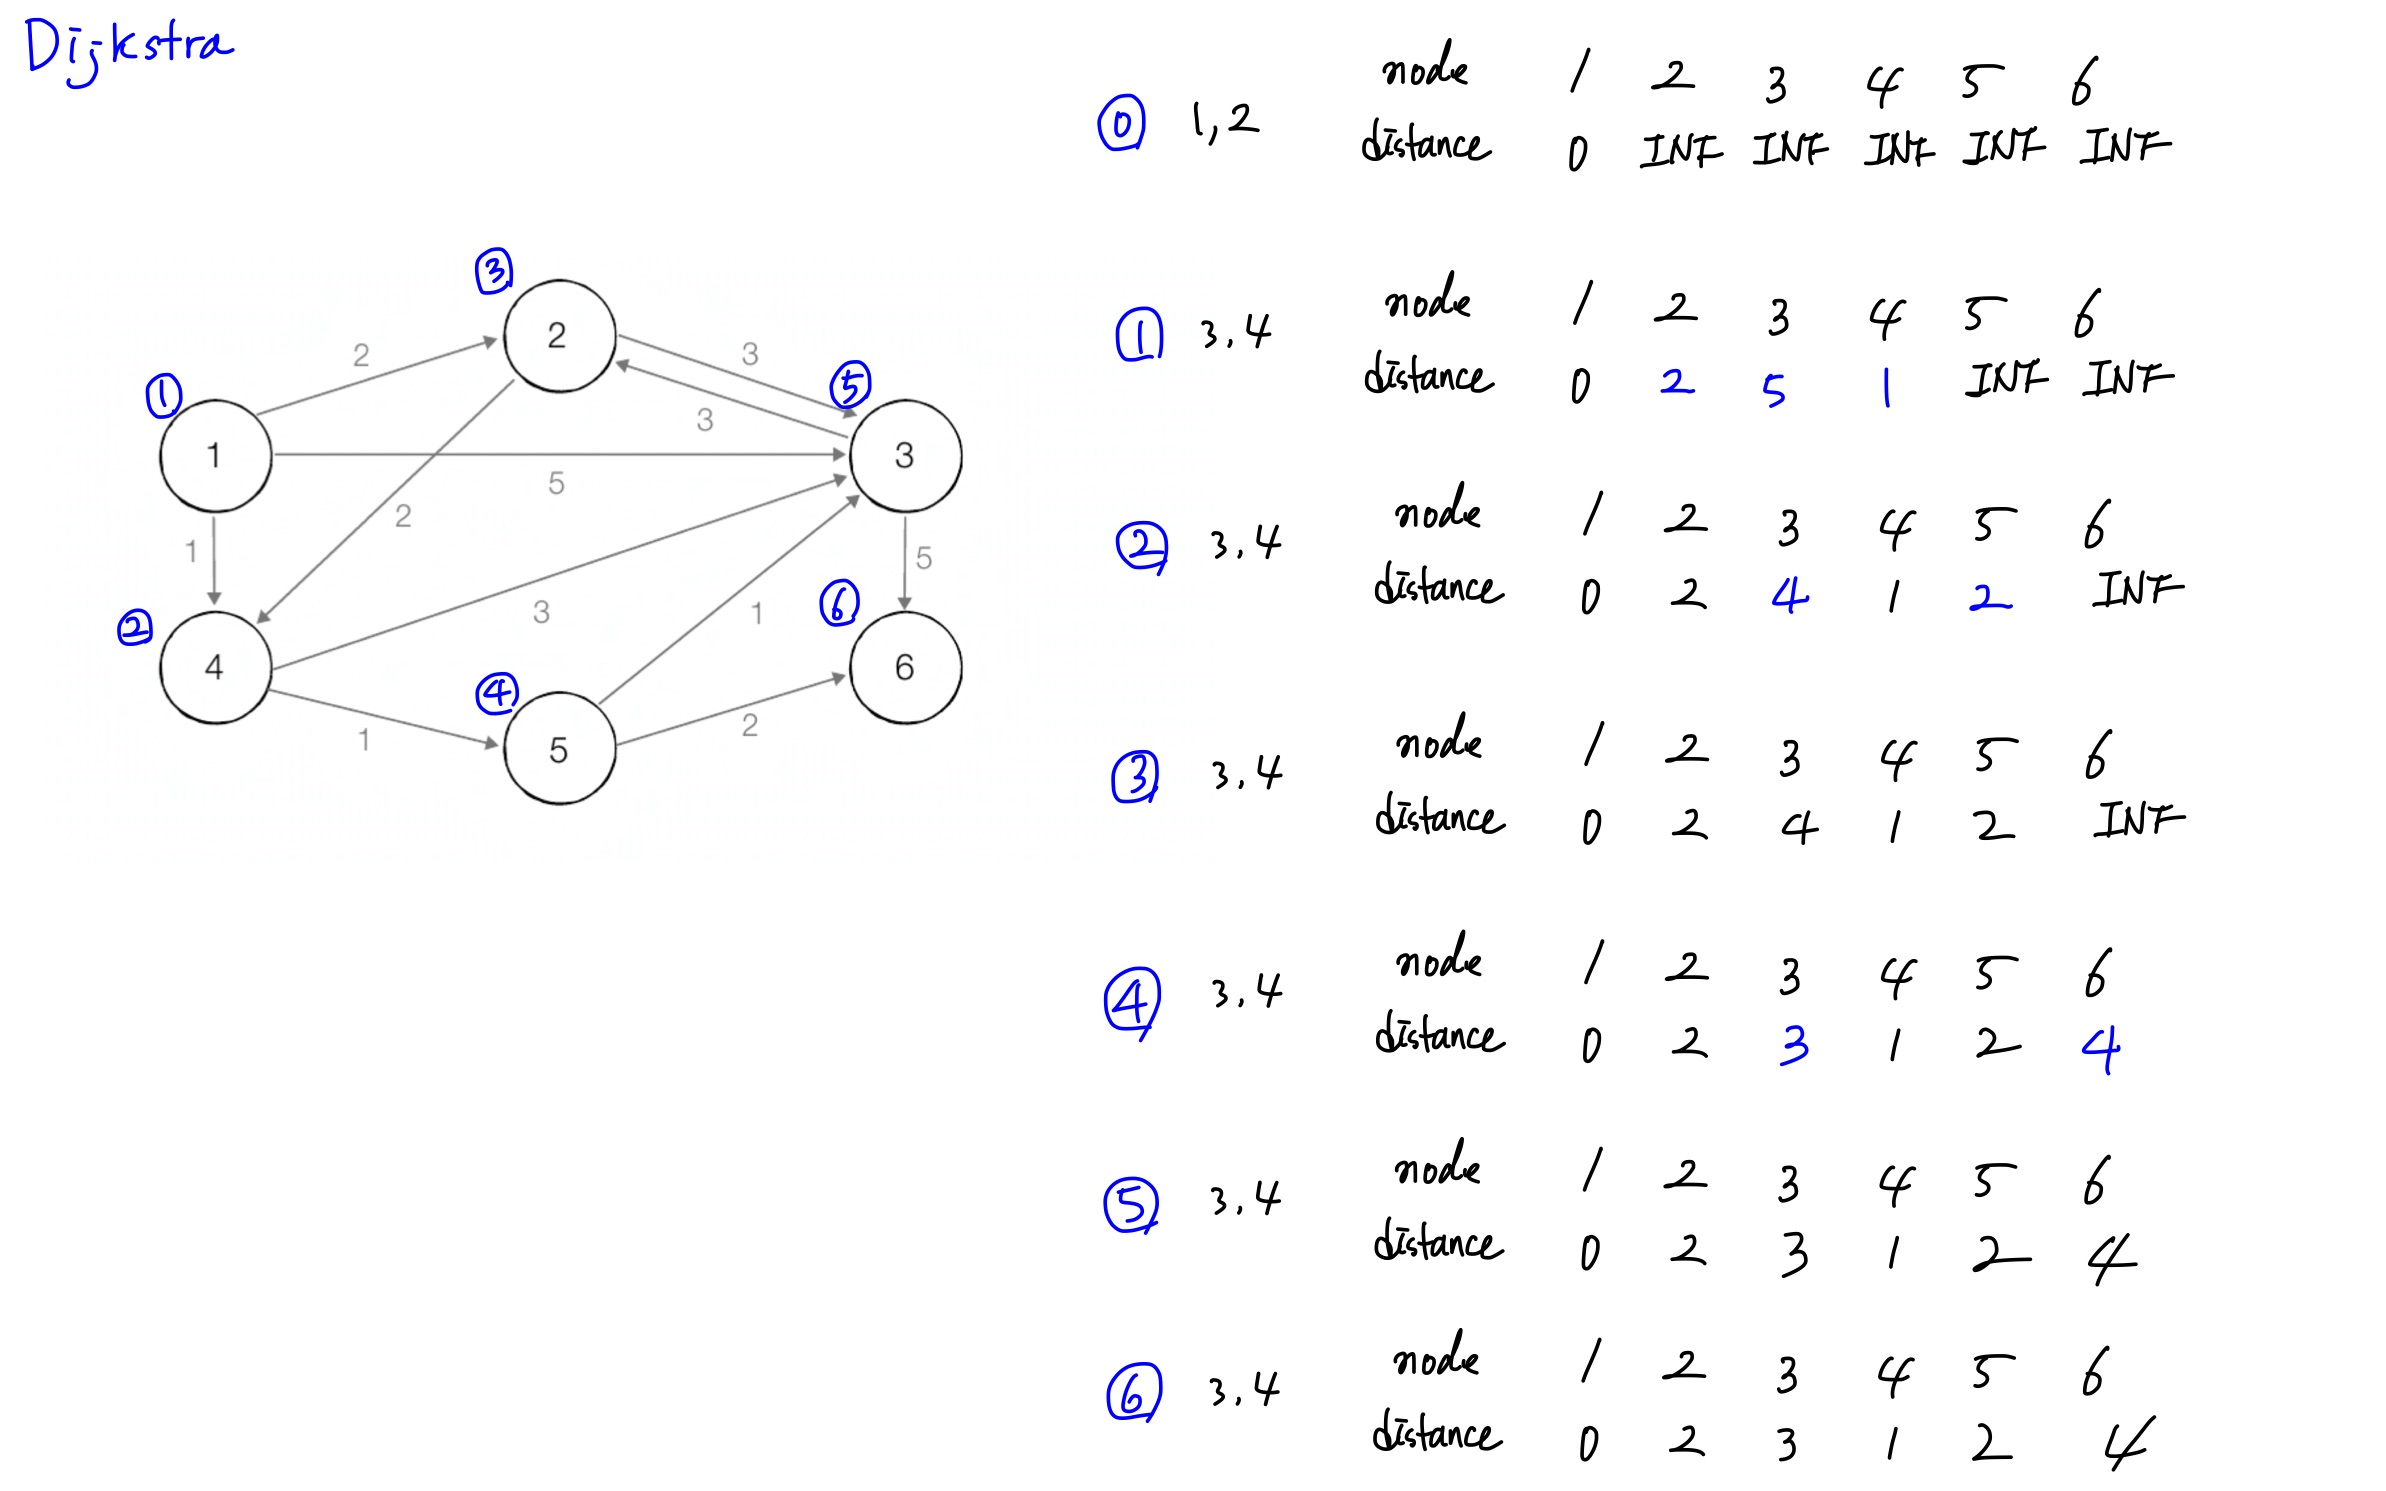 Dijkstra
③
2
2
3
⑤
①
3
1
3
5
2
1
5
②
⑥
3
1
4
6
④
1
5
2
⓪ 1,2
node 1 2 3 4 5 6
distance 0 INF INF INF INF INF
① 3,4
node 1 2 3 4 5 6
distance 0 2 5 1 INF INF
② 3,4
node 1 2 3 4 5 6
distance 0 2 4 1 2 INF
③ 3,4
node 1 2 3 4 5 6
distance 0 2 4 1 2 INF
④ 3,4
node 1 2 3 4 5 6
distance 0 2 3 1 2 4
⑤ 3,4
node 1 2 3 4 5 6
distance 0 2 3 1 2 4
⑥ 3,4
node 1 2 3 4 5 6
distance 0 2 3 1 2 4